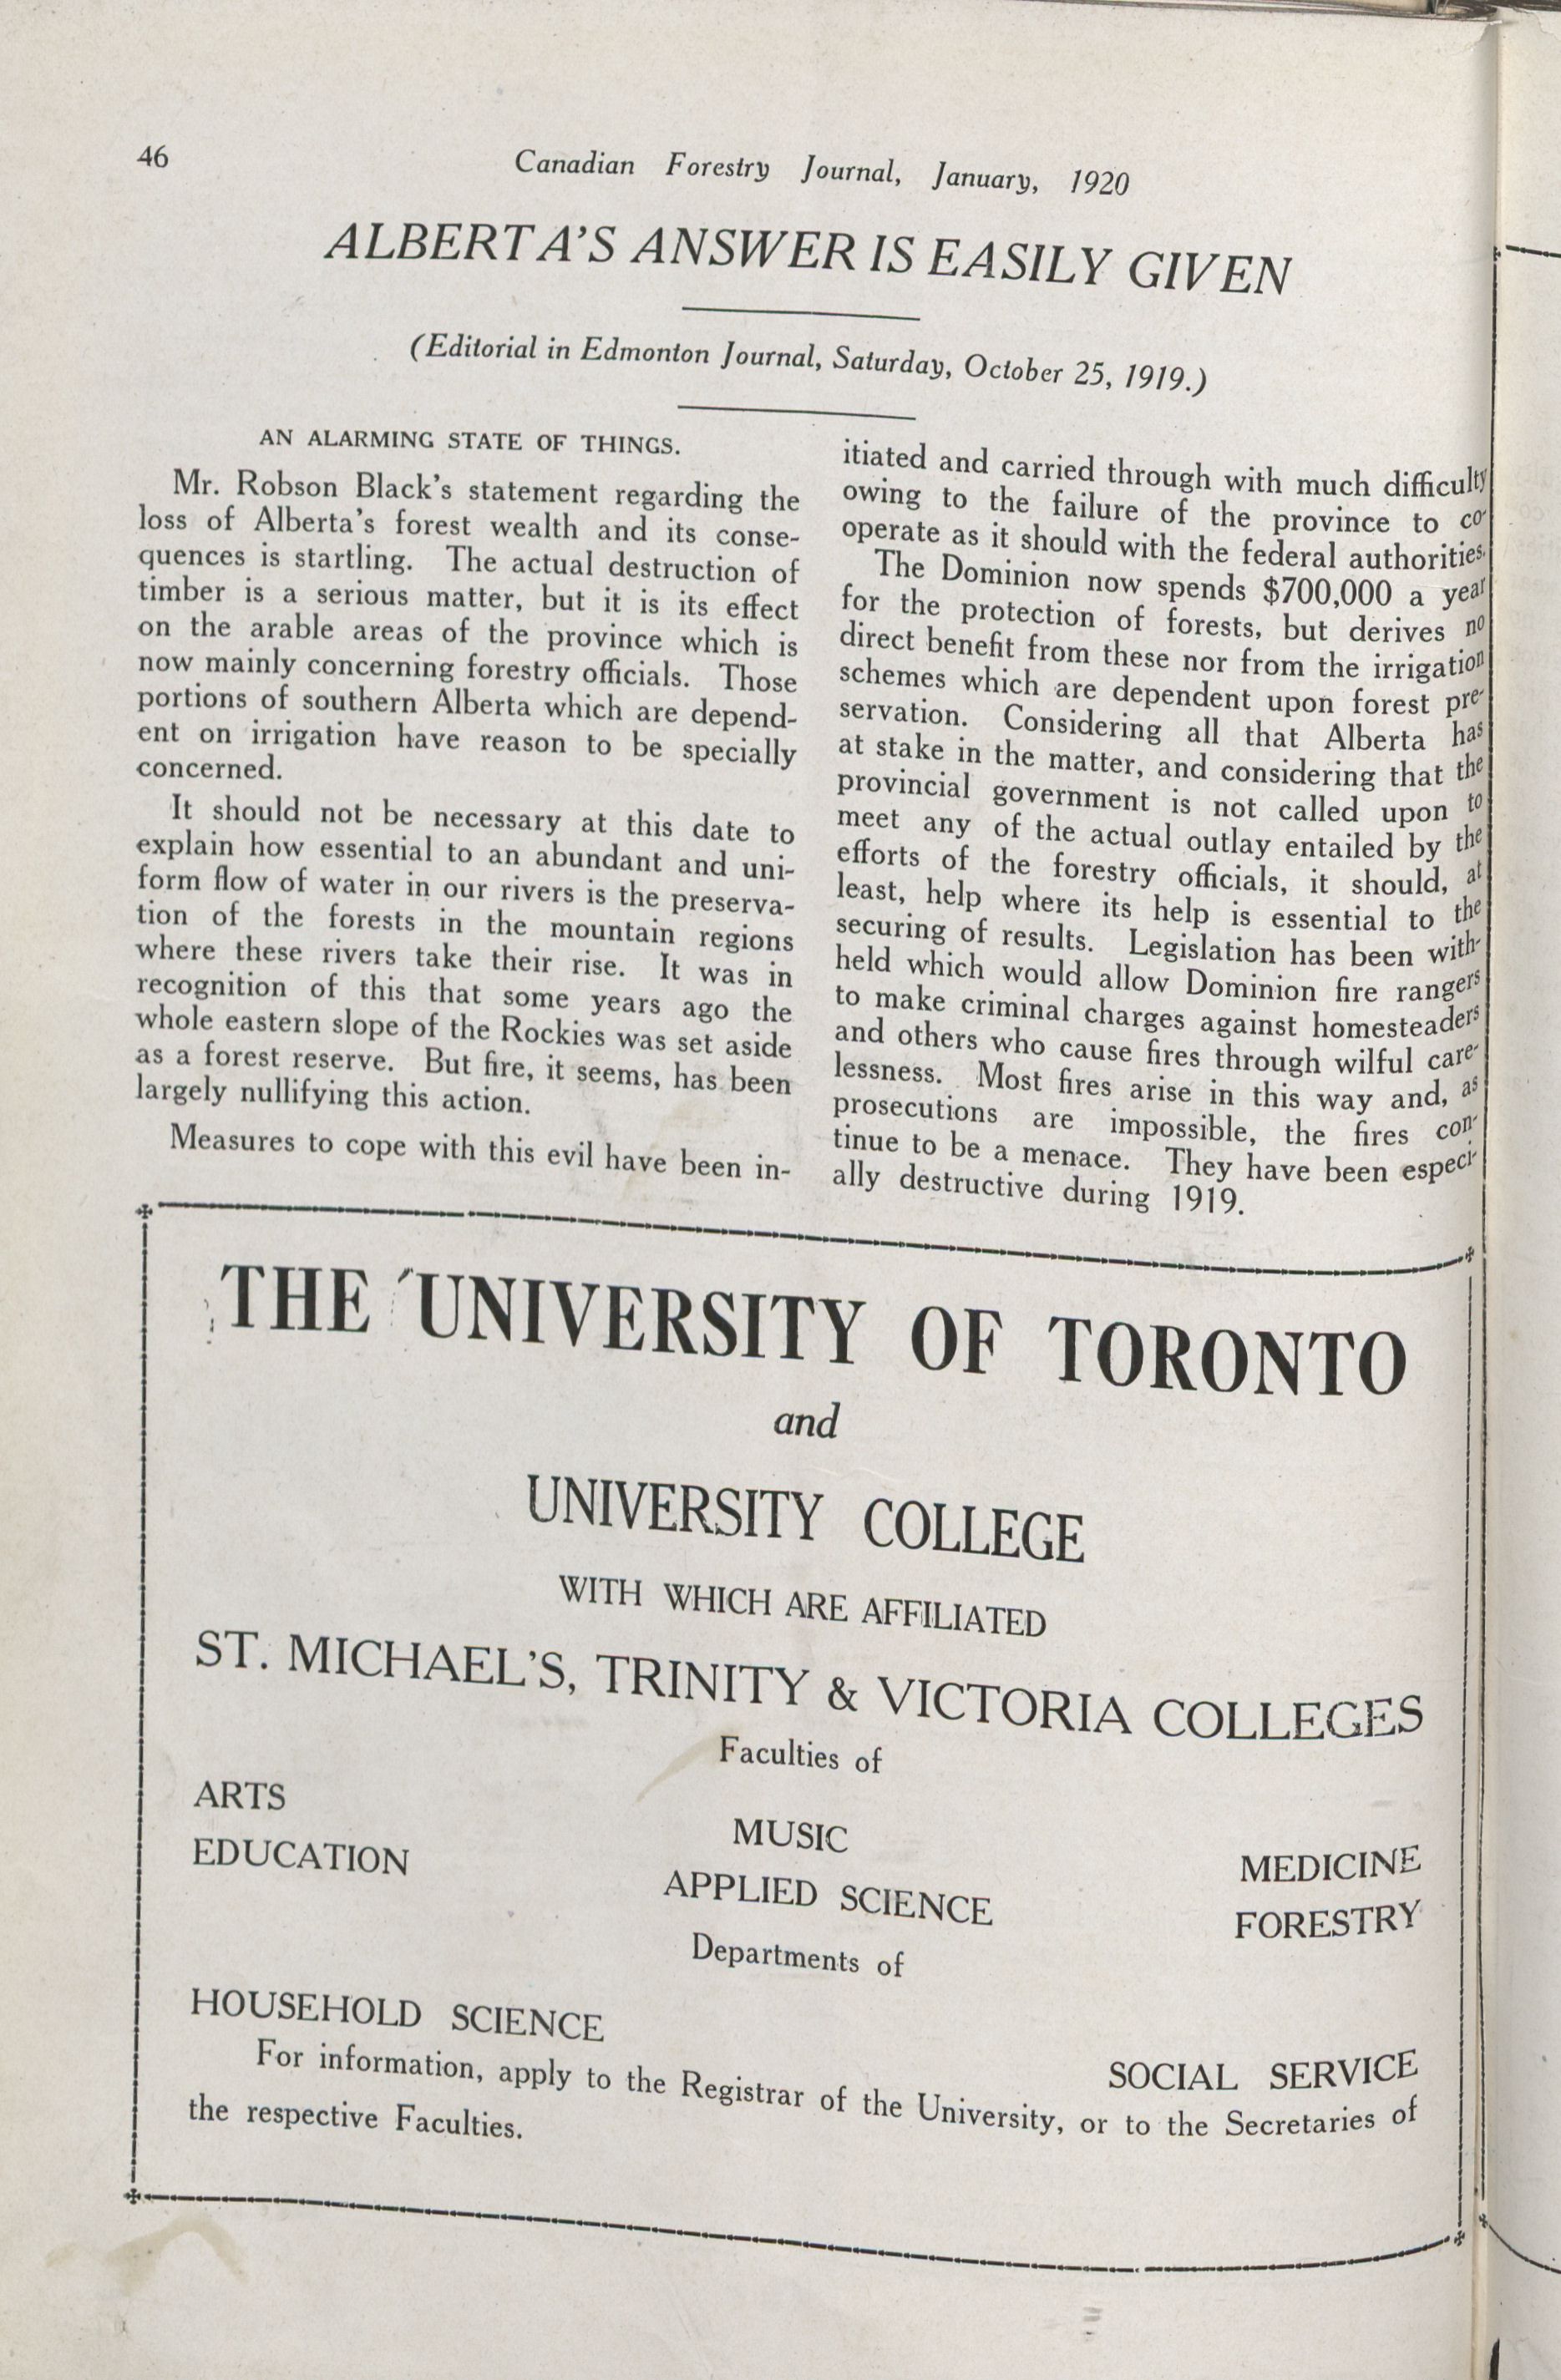 46
Canadian Forestry Journal, January, 1920
ALBERTA'S ANSWER IS EASILY GIVEN
(Editorial in Edmonton Journal, Saturday, October 25, 1919.)
AN ALARMING STATE OF THINGS.
Mr. Robson Black's statement regarding the
loss of Alberta's forest wealth and its conse-
quences is startling. The actual destruction of
timber is a serious matter, but it is its effect
on the arable areas of the province which is
now mainly concerning forestry officials. Those
portions of southern Alberta which are depend-
ent on irrigation have reason to be specially
concerned.
It should not be necessary at this date to
explain how essential to an abundant and uni-
form flow of water in our rivers is the preserva-
tion of the forests in the mountain regions
where these rivers take their rise. It was in
recognition of this that some years ago the
whole eastern slope of the Rockies was set aside
as a forest reserve. But fire, it seems, has been
largely nullifying this action.
Measures to cope with this evil have been in-
itiated and carried through with much difficulty
owing to the failure of the province to co-
operate as it should with the federal authorities.
The Dominion now spends $700,000 a year
for the protection of forests, but derives no
direct benefit from these nor from the irrigation
schemes which are dependent upon forest pre-
servation. Considering all that Alberta has
at stake in the matter, and considering that the
provincial government is not called upon to
meet any of the actual outlay entailed by the
efforts of the forestry officials, it should, at
least, help where its help is essential to the
securing of results. Legislation has been with-
held which would allow Dominion fire rangers
to make criminal charges against homesteaders
and others who cause fires through wilful care-
lessness. Most fires arise in this way and, as
prosecutions are impossible, the fires con-
tinue to be a menace. They have been especi-
ally destructive during 1919.
THE UNIVERSITY OF TORONTO
and
UNIVERSITY COLLEGE
WITH WHICH ARE AFFILIATED
ST. MICHAEL'S, TRINITY & VICTORIA COLLEGES
Faculties of
ARTS MUSIC MEDICINE
EDUCATION APPLIED SCIENCE FORESTRY
Departments of
HOUSEHOLD SCIENCE SOCIAL SERVICE
For information, apply to the Registrar of the University, or to the Secretaries of
the respective Faculties.